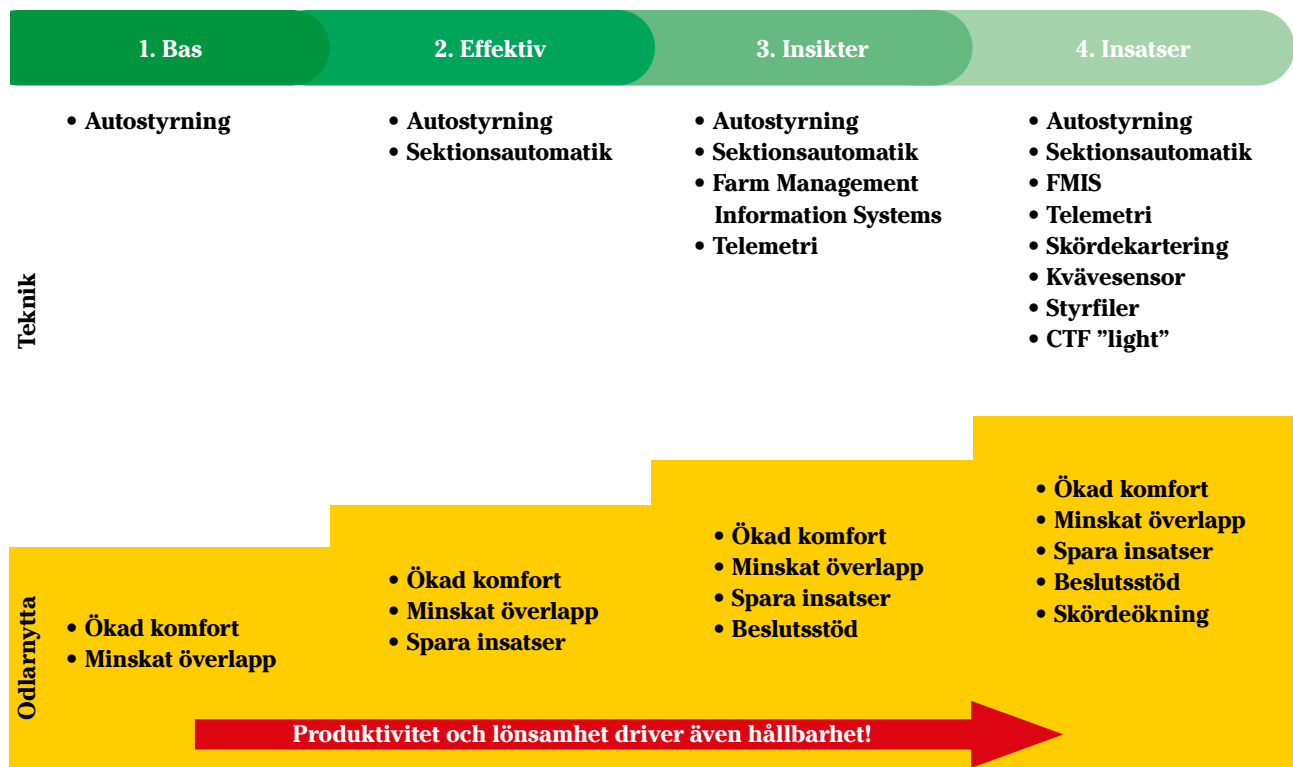 1. Bas
2. Effektiv
3. Insikter
4. Insatser
Teknik
• Autostyrning
• Autostyrning
• Sektionsautomatik
• Autostyrning
• Sektionsautomatik
• Farm Management
Information Systems
• Telemetri
• Autostyrning
• Sektionsautomatik
• FMIS
• Telemetri
• Skördekartering
• Kvävesensor
• Styrfiler
• CTF ”light”
Odlarnytta
• Ökad komfort
• Minskat överlapp
• Ökad komfort
• Minskat överlapp
• Spara insatser
• Ökad komfort
• Minskat överlapp
• Spara insatser
• Beslutsstöd
• Ökad komfort
• Minskat överlapp
• Spara insatser
• Beslutsstöd
• Skördeökning
Produktivitet och lönsamhet driver även hållbarhet!